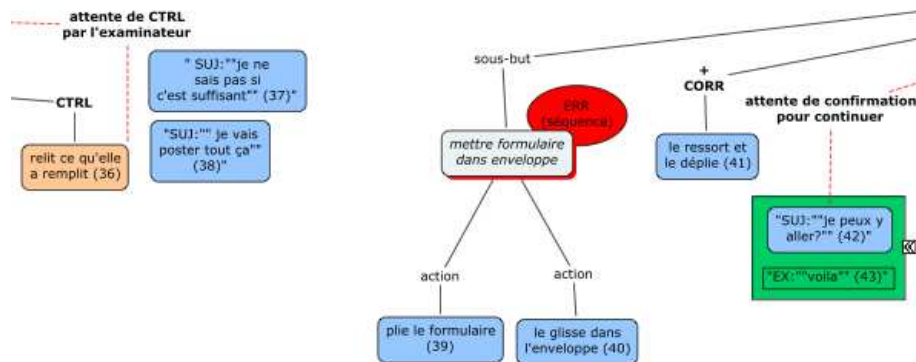 attente de CTRL
par l'examinateur
" SUJ:""je ne
sais pas si
c'est suffisant"" (37)"
CTRL
"SUJ:"" je vais
poster tout ça""
(38)"
relit ce qu'elle
a remplit (36)
sous-but
ERR
(séquence)
mettre formulaire
dans enveloppe
action
action
plie le formulaire
(39)
le glisse dans
l'enveloppe (40)
+
CORR
le ressort et
le déplie (41)
attente de confirmation
pour continuer
"SUJ:""je peux y
aller?"" (42)"
"EX:""voila"" (43)"